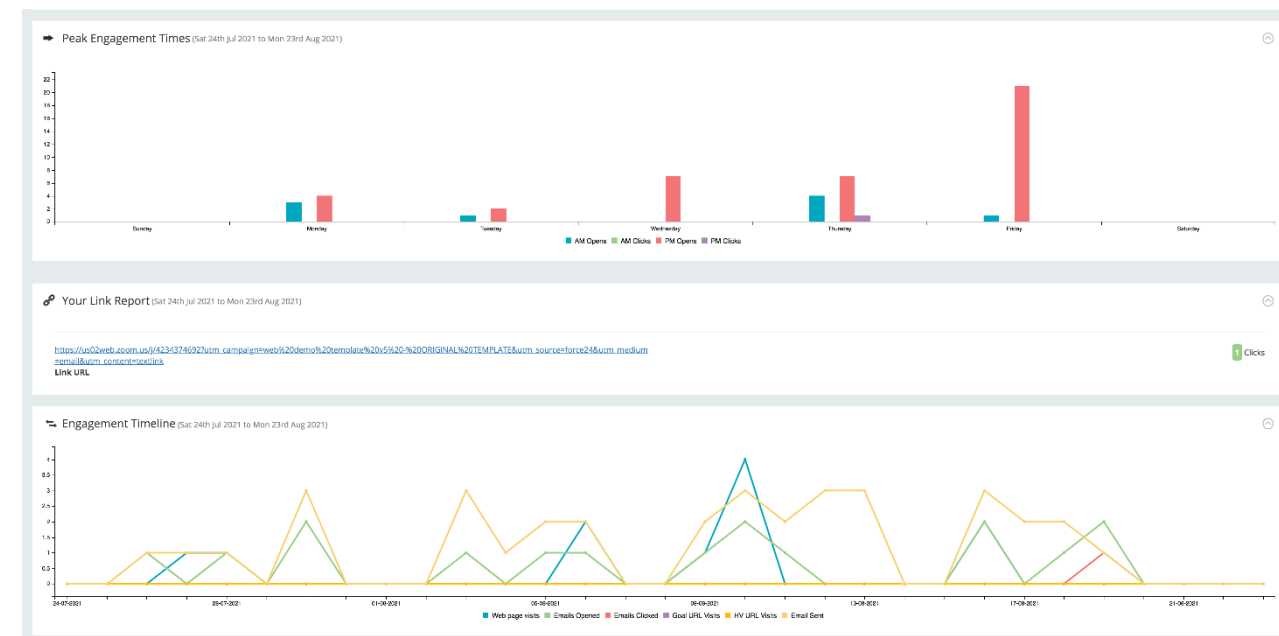 Peak Engagement Times (Sat 24th Jul 2021 to Mon 23rd Aug 2021)
22
20
18
16
14
12
10
8
6
4
2
0
Sunday Monday Tuesday Wednesday Thursday Friday Saturday
AM Opens AM Clicks PM Opens PM Clicks
Your Link Report (Sat 24th Jul 2021 to Mon 23rd Aug 2021)
https://us02web.zoom.us/j/4234374692?utm_campaign=web%20demo%20template%20v5%20-%20ORIGINAL%20TEMPLATE&utm_source=force24&utm_medium
=email&utm_content=textlink
1 Clicks
Link URL
Engagement Timeline (Sat 24th Jul 2021 to Mon 23rd Aug 2021)
4
3.5
3
2.5
2
1.5
1
0.5
0
24-07-2021 28-07-2021 01-08-2021 05-08-2021 09-08-2021 13-08-2021 17-08-2021 21-08-2021
Web page visits Emails Opened Emails Clicked Goal URL Visits HV URL Visits Email Sent